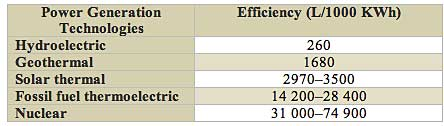 Power Generation Technologies Efficiency (L/1000 KWh)
Hydroelectric 260
Geothermal 1680
Solar thermal 2970–3500
Fossil fuel thermoelectric 14 200–28 400
Nuclear 31 000–74 900